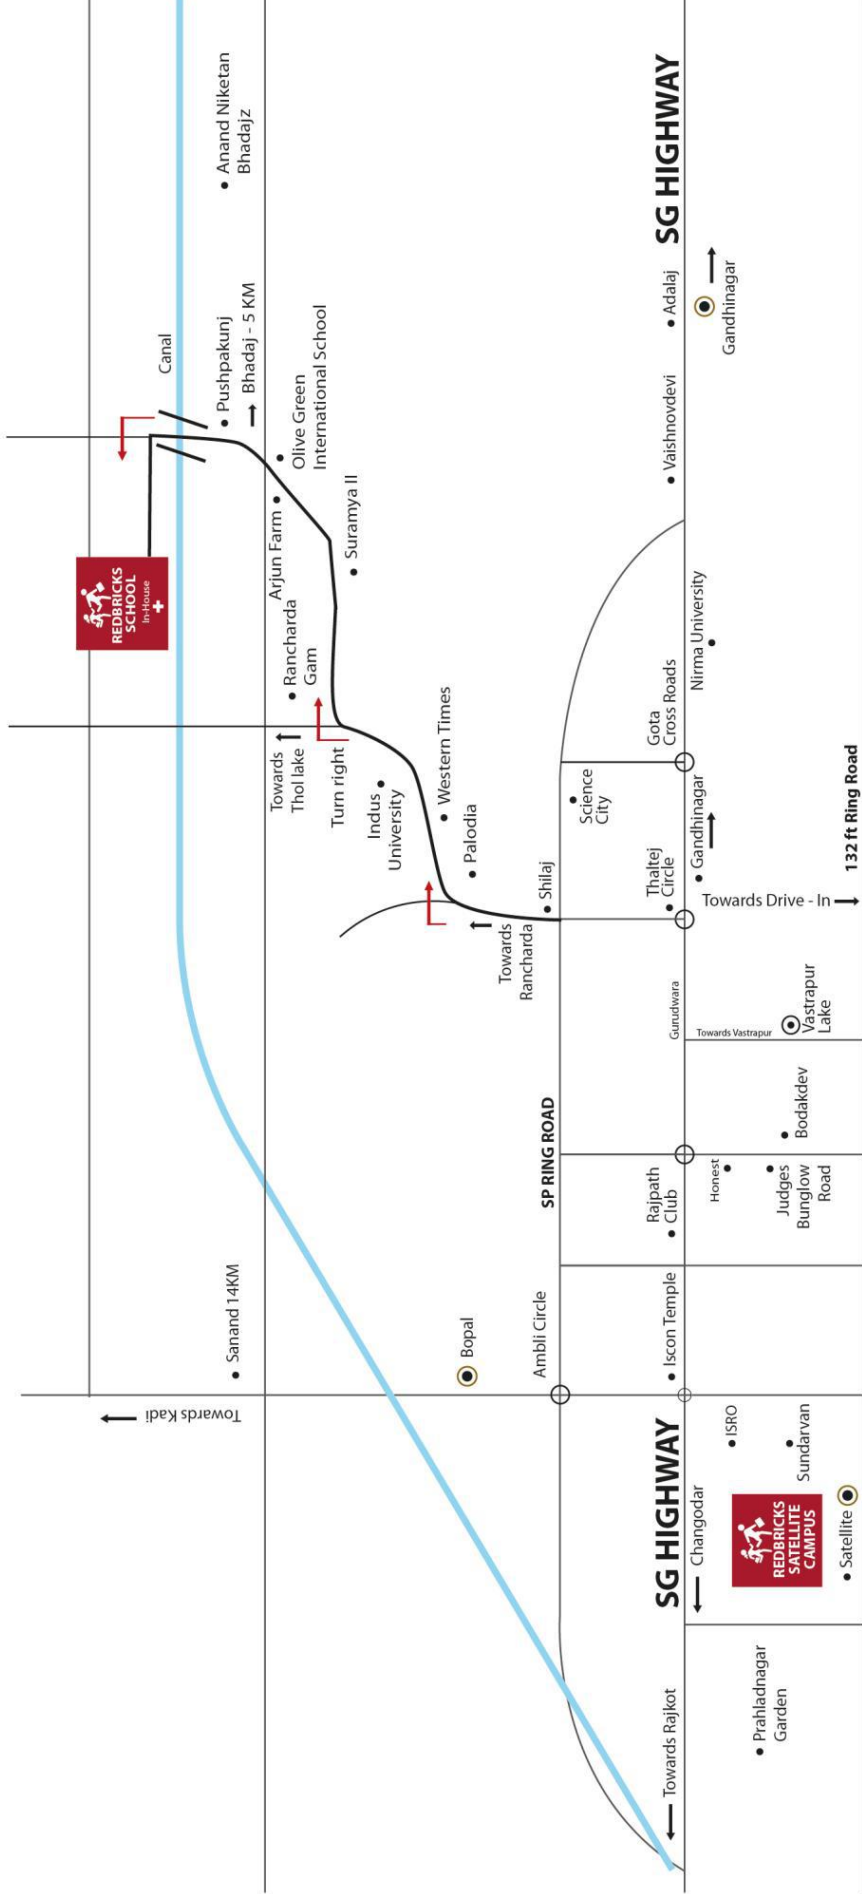 Towards Kadi
Sanand 14KM
REDBRICKS
SCHOOL
In-House
Canal
Anand Niketan
Bhadajz
Pushpakunj
Bhadaj - 5 KM
Olive Green
International School
Arjun Farm
Suramya II
Rancharda
Gam
Towards
Thol lake
Turn right
Indus
University
Western Times
Palodia
Towards
Rancharda
Shilaj
Bopal
Ambli Circle
SP RING ROAD
Science
City
Towards Rajkot
SG HIGHWAY
Changodar
Iscon Temple
Rajpath
Club
Gurudwara
Thaltej
Circle
Gandhinagar
Gota
Cross Roads
Nirma University
Vaishnovdevi
Adalaj
SG HIGHWAY
Gandhinagar
Prahladnagar
Garden
REDBRICKS
SATELLITE
CAMPUS
Satellite
ISRO
Sundarvan
Honest
Judges
Bunglow
Road
Bodakdev
Towards Vastrapur
Vastrapur
Lake
Towards Drive - In
132 ft Ring Road